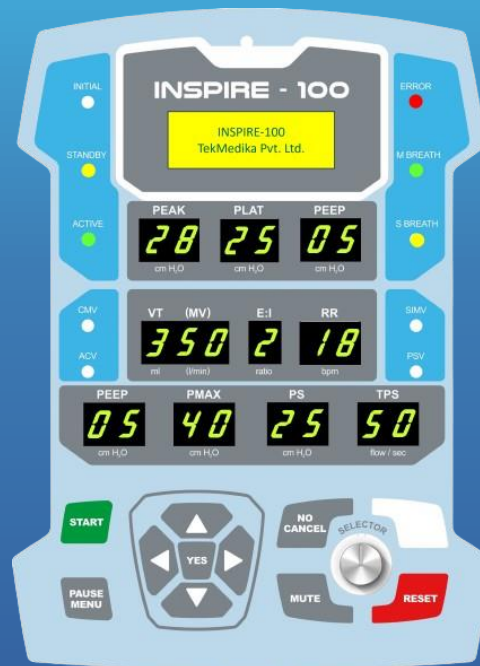 INSPIRE - 100
INITIAL
ERROR
INSPIRE-100
TekMedika Pvt. Ltd.
STANDBY
M BREATH
ACTIVE
S BREATH
PEAK PLAT PEEP
28 25 05
cm H₂O cm H₂O cm H₂O
CMV
SIMV
VT (MV) E:I RR
350 2 18
ml (l/min) ratio bpm
ACV
PSV
PEEP PMAX PS TPS
05 40 25 50
cm H₂O cm H₂O cm H₂O flow / sec
START
NO
CANCEL
SELECTOR
YES
PAUSE
MENU
MUTE
RESET